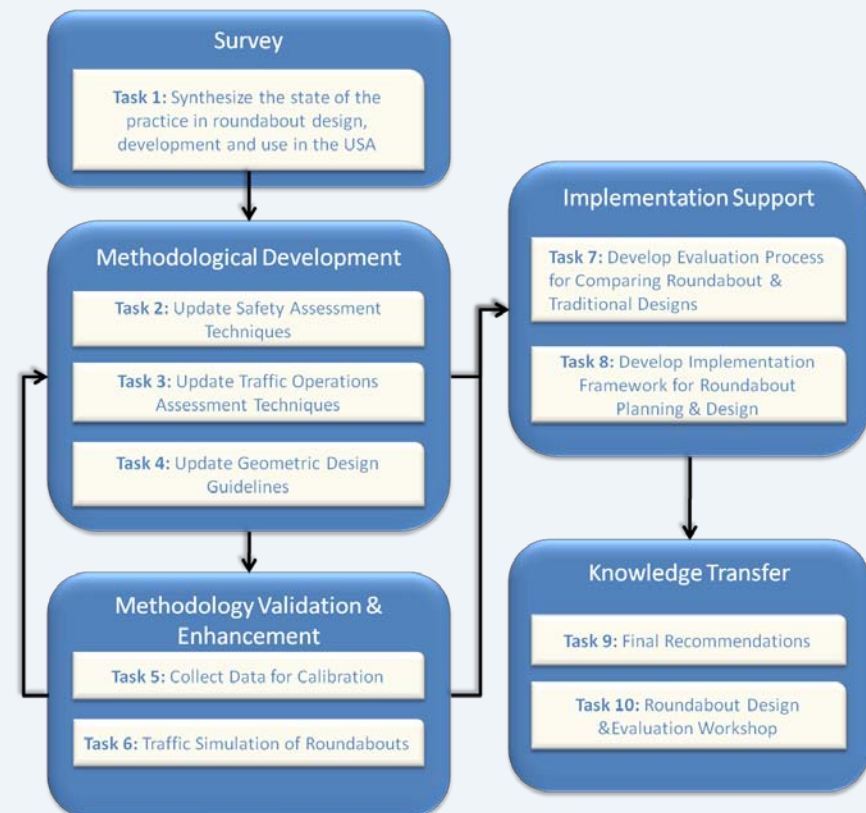 Survey
Task 1: Synthesize the state of the
practice in roundabout design,
development and use in the USA
Methodological Development
Task 2: Update Safety Assessment
Techniques
Task 3: Update Traffic Operations
Assessment Techniques
Task 4: Update Geometric Design
Guidelines
Methodology Validation &
Enhancement
Task 5: Collect Data for Calibration
Task 6: Traffic Simulation of Roundabouts
Implementation Support
Task 7: Develop Evaluation Process
for Comparing Roundabout &
Traditional Designs
Task 8: Develop Implementation
Framework for Roundabout
Planning & Design
Knowledge Transfer
Task 9: Final Recommendations
Task 10: Roundabout Design
&Evaluation Workshop